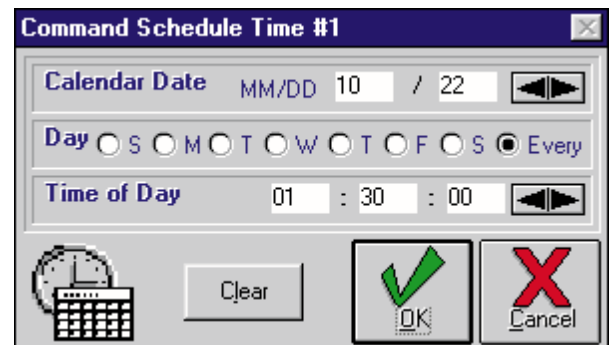 Command Schedule Time #1
Calendar Date MM/DD 10 / 22
Day S M T W T F S Every
Time of Day 01 : 30 : 00
Clear
OK
Cancel